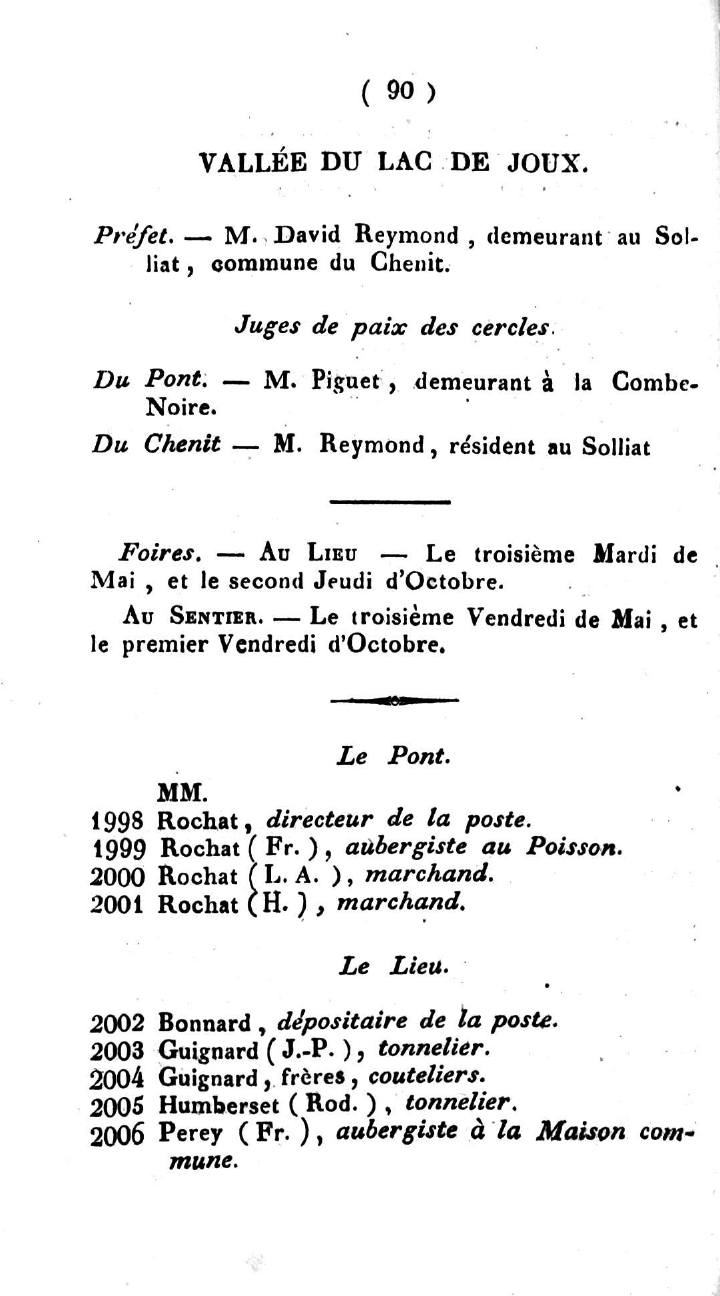 ( 90 )
VALLÉE DU LAC DE JOUX.
Préfet. — M. David Reymond , demeurant au Sol-
liat , commune du Chenit.
Juges de paix des cercles.
Du Pont. — M. Piguet , demeurant à la Combe-
Noire.
Du Chenit — M. Reymond , résident au Solliat
Foires. — Au Lieu — Le troisième Mardi de
Mai , et le second Jeudi d'Octobre.
Au Sentier. — Le troisième Vendredi de Mai , et
le premier Vendredi d'Octobre.
Le Pont.
MM.
1998 Rochat , directeur de la poste.
1999 Rochat ( Fr. ) , aubergiste au Poisson.
2000 Rochat ( L. A. ) , marchand.
2001 Rochat ( H. ) , marchand.
Le Lieu.
2002 Bonnard , dépositaire de la poste.
2003 Guignard ( J.-P. ) , tonnelier.
2004 Guignard , frères , couteliers.
2005 Humberset ( Rod. ) , tonnelier.
2006 Perey ( Fr. ) , aubergiste à la Maison com-
mune.